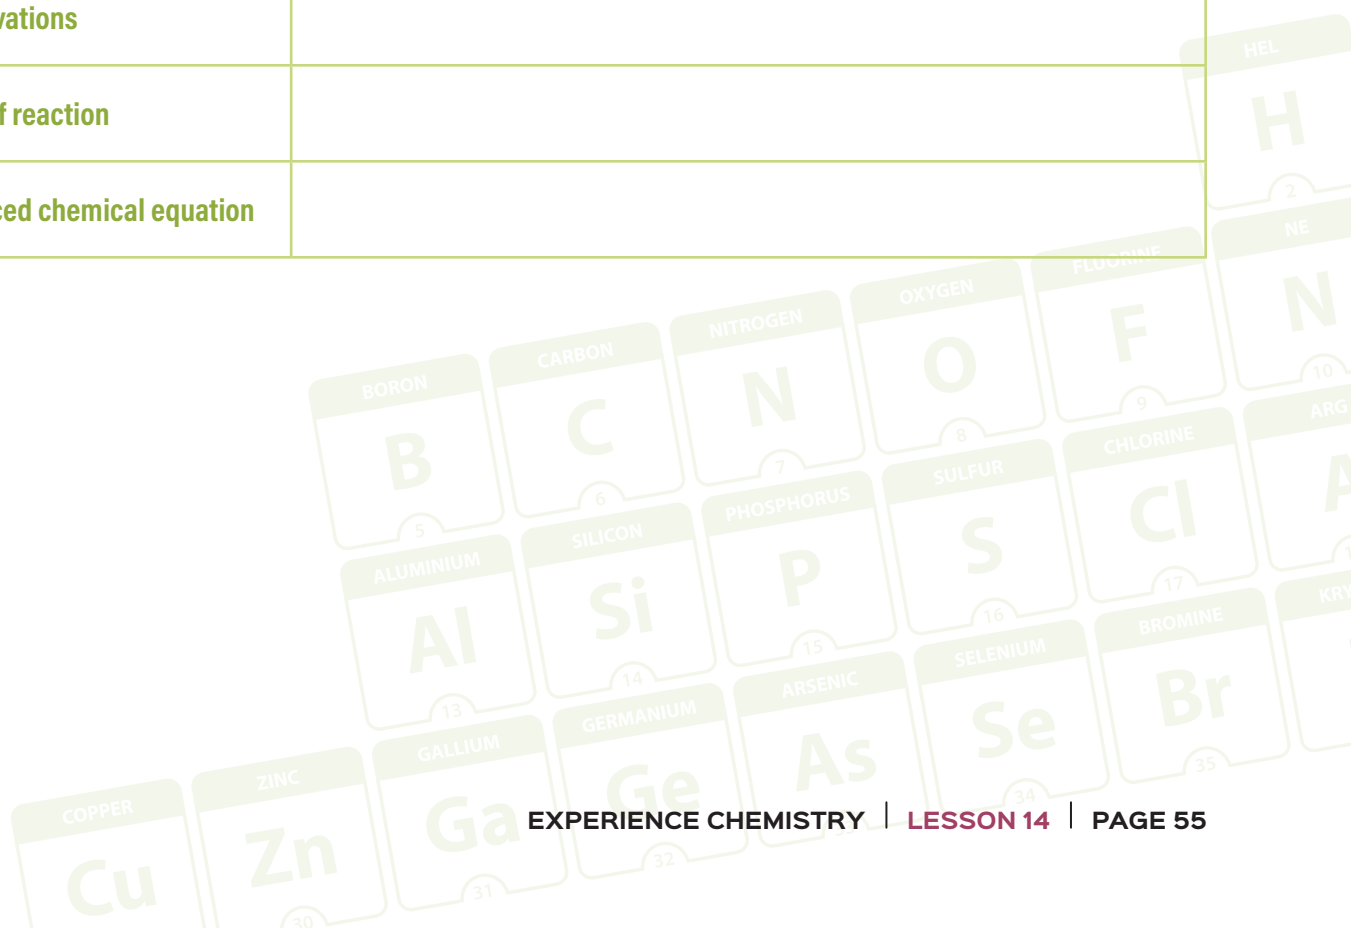 vations
f reaction
ced chemical equation
HEL
H
2
NE
N
10
FLUORINE
F
9
OXYGEN
O
8
NITROGEN
N
7
CARBON
C
6
BORON
B
5
ARG
A
CHLORINE
Cl
17
SULFUR
S
16
PHOSPHORUS
P
15
SILICON
Si
14
ALUMINIUM
Al
13
KRY
BROMINE
Br
35
SELENIUM
Se
34
ARSENIC
As
GERMANIUM
Ge
32
GALLIUM
Ga
31
ZINC
Zn
30
COPPER
Cu
EXPERIENCE CHEMISTRY | LESSON 14 | PAGE 55